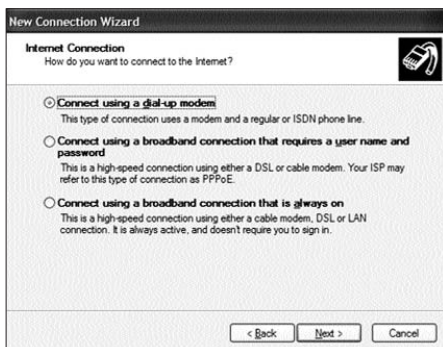 New Connection Wizard
Internet Connection
How do you want to connect to the Internet?
Connect using a dial-up modem
This type of connection uses a modem and a regular or ISDN phone line.
Connect using a broadband connection that requires a user name and
password
This is a high-speed connection using either a DSL or cable modem. Your ISP may
refer to this type of connection as PPPoE.
Connect using a broadband connection that is always on
This is a high-speed connection using either a cable modem, DSL or LAN
connection. It is always active, and doesn't require you to sign in.
< Back Next > Cancel